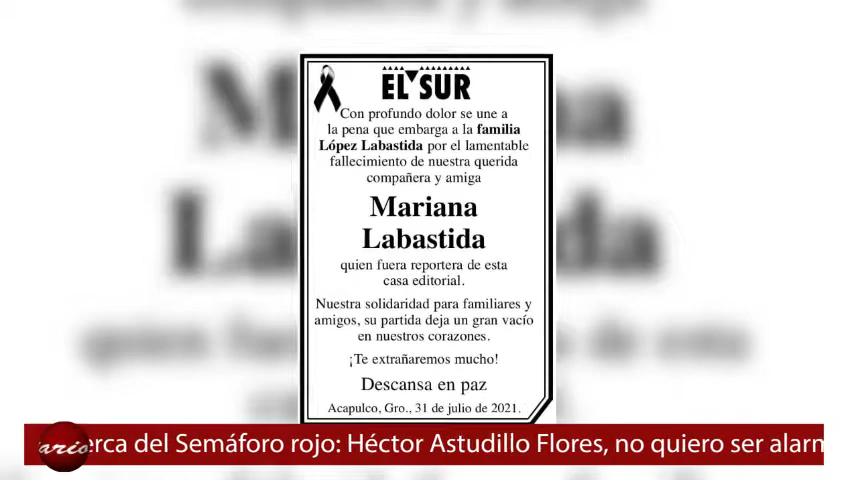 EL SUR
Con profundo dolor se une a
la pena que embarga a la familia
López Labastida por el lamentable
fallecimiento de nuestra querida
compañera y amiga
Mariana
Labastida
quien fuera reportera de esta
casa editorial.
Nuestra solidaridad para familiares y
amigos, su partida deja un gran vacío
en nuestros corazones.
¡Te extrañaremos mucho!
Descansa en paz
Acapulco, Gro., 31 de julio de 2021.
ario
erca del Semáforo rojo: Héctor Astudillo Flores, no quiero ser alarm